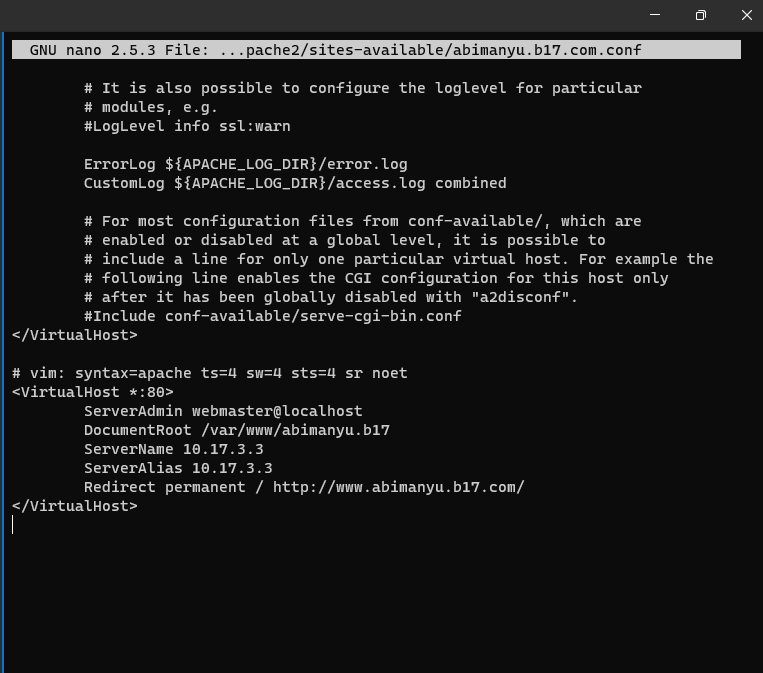 GNU nano 2.5.3 File: ...pache2/sites-available/abimanyu.b17.com.conf
# It is also possible to configure the loglevel for particular
# modules, e.g.
#LogLevel info ssl:warn
ErrorLog ${APACHE_LOG_DIR}/error.log
CustomLog ${APACHE_LOG_DIR}/access.log combined
# For most configuration files from conf-available/, which are
# enabled or disabled at a global level, it is possible to
# include a line for only one particular virtual host. For example the
# following line enables the CGI configuration for this host only
# after it has been globally disabled with "a2disconf".
#Include conf-available/serve-cgi-bin.conf
</VirtualHost>
# vim: syntax=apache ts=4 sw=4 sts=4 sr noet
<VirtualHost *:80>
ServerAdmin webmaster@localhost
DocumentRoot /var/www/abimanyu.b17
ServerName 10.17.3.3
ServerAlias 10.17.3.3
Redirect permanent / http://www.abimanyu.b17.com/
</VirtualHost>